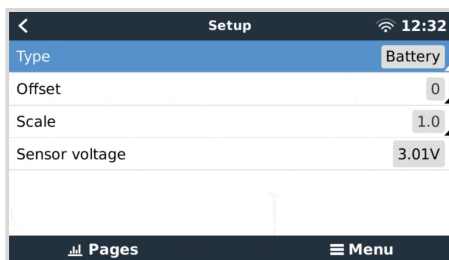 Setup 12:32
Type Battery
Offset 0
Scale 1.0
Sensor voltage 3.01V
Pages Menu